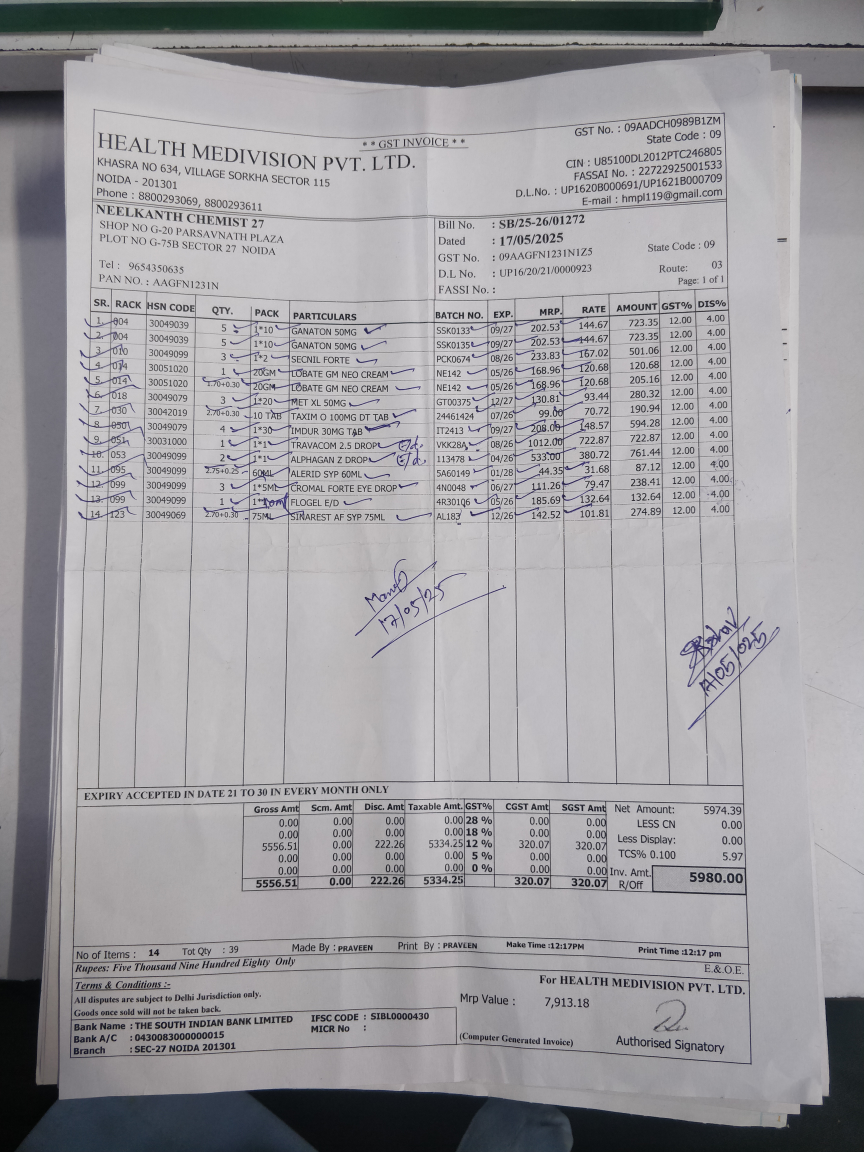 * * GST INVOICE * *
HEALTH MEDIVISION PVT. LTD.
KHASRA NO 634, VILLAGE SORKHA SECTOR 115
NOIDA - 201301
Phone : 8800293069, 8800293611
GST No. : 09AADCH0989B1ZM
State Code : 09
CIN : U85100DL2012PTC246805
FASSAI No. : 22722925001533
D.L.No. : UP1620B000691/UP1621B000709
E-mail : hmpl119@gmail.com
NEELKANTH CHEMIST 27
SHOP NO G-20 PARSAVNATH PLAZA
PLOT NO G-75B SECTOR 27 NOIDA
Tel : 9654350635
PAN NO. : AAGFN1231N
Bill No. : SB/25-26/01272
Dated : 17/05/2025
GST No. : 09AAGFN1231N1Z5 State Code : 09
D.L No. : UP16/20/21/0000923 Route: 03
FASSI No. : Page: 1 of 1
SR. RACK HSN CODE QTY. PACK PARTICULARS BATCH NO. EXP. MRP. RATE AMOUNT GST% DIS%
1. 004 30049039 5 1*10 GANATON 50MG SSK0133 09/27 202.53 144.67 723.35 12.00 4.00
2. 004 30049039 5 1*10 GANATON 50MG SSK0135 09/27 202.53 144.67 723.35 12.00 4.00
3. 010 30049099 3 1*2 SECNIL FORTE PCK0674 08/26 233.83 167.02 501.06 12.00 4.00
4. 014 30051020 1 20GM LOBATE GM NEO CREAM NE142 05/26 168.96 120.68 120.68 12.00 4.00
5. 014 30051020 1.70+0.30 20GM LOBATE GM NEO CREAM NE142 05/26 168.96 120.68 205.16 12.00 4.00
6. 018 30049079 3 1*20 MET XL 50MG GT00375 12/27 130.81 93.44 280.32 12.00 4.00
7. 030 30042019 2.70+0.30 10 TAB TAXIM O 100MG DT TAB 24461424 07/26 99.00 70.72 190.94 12.00 4.00
8. 050 30049079 4 1*30 IMDUR 30MG TAB IT2413 09/27 208.00 148.57 594.28 12.00 4.00
9. 051 30031000 1 1*1 TRAVACOM 2.5 DROP E/d. VKK28A 08/26 1012.00 722.87 722.87 12.00 4.00
10. 053 30049099 2 1*1 ALPHAGAN Z DROP E/d. 113478 04/26 533.00 380.72 761.44 12.00 4.00
11. 095 30049099 2.75+0.25 60ML ALERID SYP 60ML 5A60149 01/28 44.35 31.68 87.12 12.00 4.00
12. 099 30049099 3 1*5ML CROMAL FORTE EYE DROP 4N0048 06/27 111.26 79.47 238.41 12.00 4.00
13. 099 30049099 1 FLOGEL E/D 4R30106 05/26 185.69 132.64 132.64 12.00 4.00
14. 123 30049069 2.70+0.30 75ML SINAREST AF SYP 75ML AL183 12/26 142.52 101.81 274.89 12.00 4.00
17/05/25
17/05/025
EXPIRY ACCEPTED IN DATE 21 TO 30 IN EVERY MONTH ONLY
Gross Amt Scm. Amt Disc. Amt Taxable Amt. GST% CGST Amt SGST Amt
0.00 0.00 0.00 0.00 28 % 0.00 0.00
0.00 0.00 0.00 0.00 18 % 0.00 0.00
5556.51 0.00 222.26 5334.25 12 % 320.07 320.07
0.00 0.00 0.00 0.00 5 % 0.00 0.00
0.00 0.00 0.00 0.00 0 % 0.00 0.00
5556.51 0.00 222.26 5334.25 320.07 320.07
Net Amount: 5974.39
LESS CN 0.00
Less Display: 0.00
TCS% 0.100 5.97
Inv. Amt. 5980.00
R/Off
No of Items : 14 Tot Qty : 39 Made By : PRAVEEN Print By : PRAVEEN Make Time :12:17PM Print Time :12:17 pm
Rupees: Five Thousand Nine Hundred Eighty Only E.&O.E.
Terms & Conditions :-
All disputes are subject to Delhi Jurisdiction only.
Goods once sold will not be taken back.
Bank Name : THE SOUTH INDIAN BANK LIMITED IFSC CODE : SIBL0000430
Bank A/C : 0430083000000015 MICR No :
Branch : SEC-27 NOIDA 201301
For HEALTH MEDIVISION PVT. LTD.
Mrp Value : 7,913.18
(Computer Generated Invoice)
Authorised Signatory